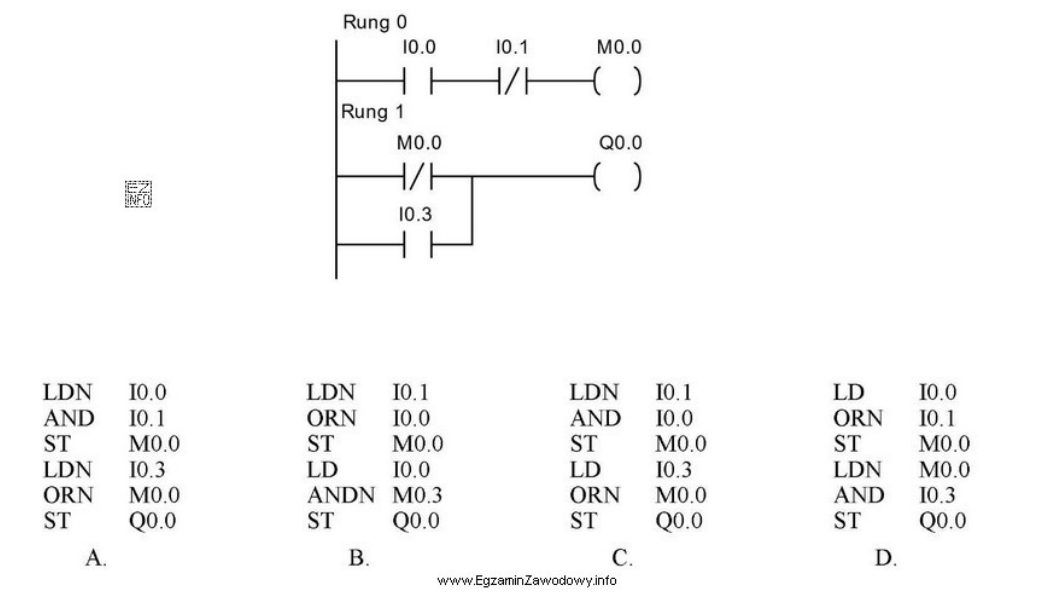 Rung 0
I0.0 I0.1 M0.0
Rung 1
M0.0 Q0.0
EZ
INFO
I0.3
LDN I0.0
AND I0.1
ST M0.0
LDN I0.3
ORN M0.0
ST Q0.0
A.
LDN I0.1
ORN I0.0
ST M0.0
LD I0.0
ANDN M0.3
ST Q0.0
B.
LDN I0.1
AND I0.0
ST M0.0
LD I0.3
ORN M0.0
ST Q0.0
C.
LD I0.0
ORN I0.1
ST M0.0
LDN M0.0
AND I0.3
ST Q0.0
D.
www.EgzaminZawodowy.info